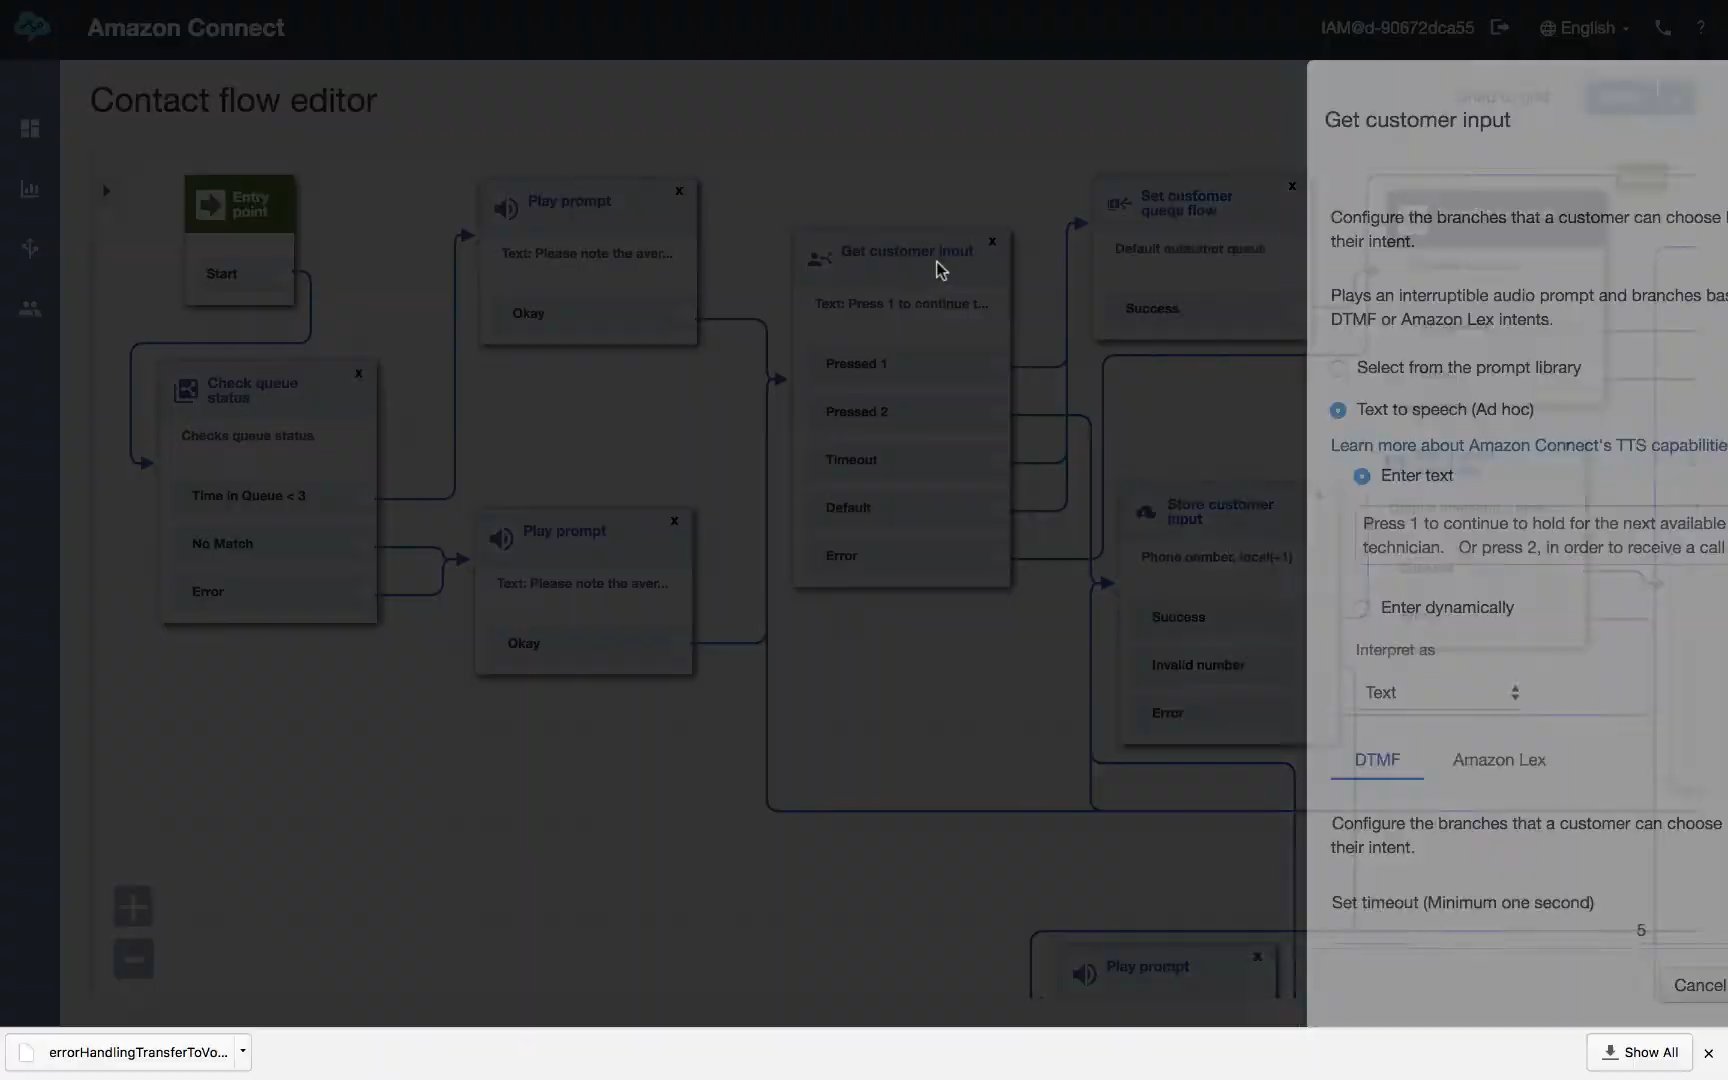 Amazon Connect
IAM@d-90672dca55
English
?
Contact flow editor
Entry
point
Start
Check queue
status
Checks queue status
Time in Queue < 3
No Match
Error
Play prompt
x
Text: Please note the aver...
Okay
Play prompt
x
Text: Please note the aver...
Okay
Get customer input
x
Text: Press 1 to continue t...
Pressed 1
Pressed 2
Timeout
Default
Error
Set customer
queue flow
x
Default customer queue
Success
Store customer
input
Phone number, local(+1)
Success
Invalid number
Error
Play prompt
x
Get customer input
Configure the branches that a customer can choose
their intent.
Plays an interruptible audio prompt and branches bas
DTMF or Amazon Lex intents.
Select from the prompt library
Text to speech (Ad hoc)
Learn more about Amazon Connect's TTS capabilitie
Enter text
Press 1 to continue to hold for the next available
technician. Or press 2, in order to receive a call
Enter dynamically
Interpret as
Text
DTMF
Amazon Lex
Configure the branches that a customer can choose
their intent.
Set timeout (Minimum one second)
5
Cancel
errorHandlingTransferToVo...
Show All